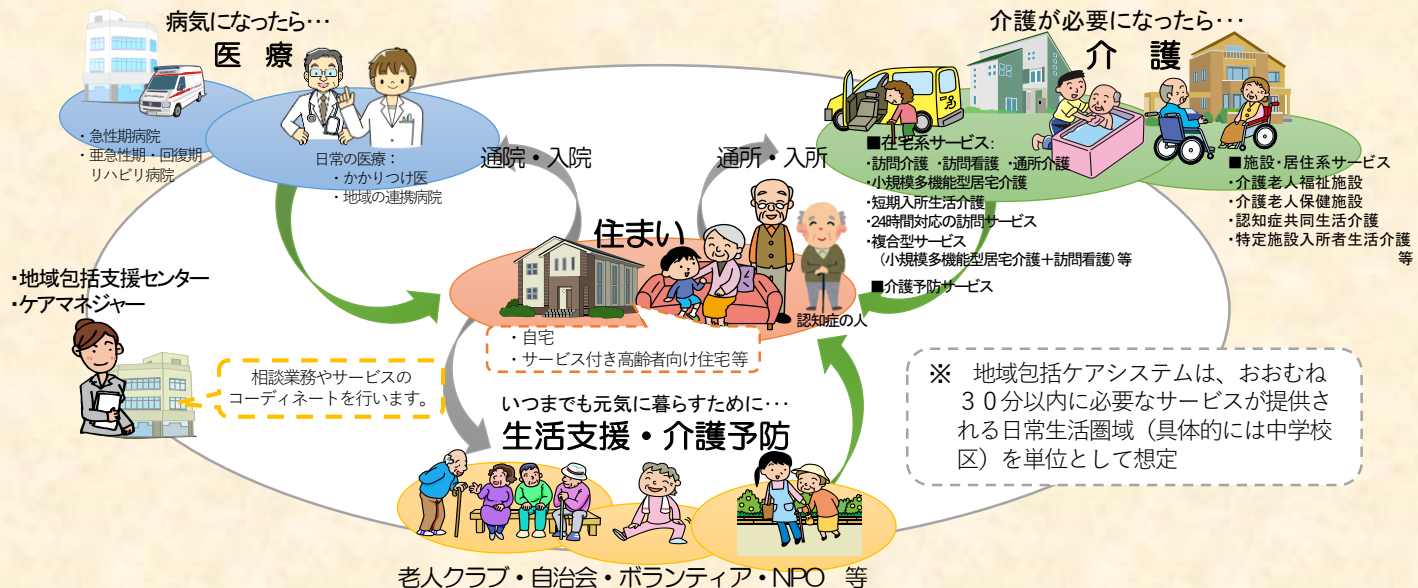 病気になったら･･･
医　療
・急性期病院
・亜急性期・回復期
リハビリ病院
日常の医療：
・かかりつけ医
・地域の連携病院
通院・入院
通所・入所
介護が必要になったら･･･
介　護
■在宅系サービス：
・訪問介護 ・訪問看護 ・通所介護
・小規模多機能型居宅介護
・短期入所生活介護
・24時間対応の訪問サービス
・複合型サービス
（小規模多機能型居宅介護＋訪問看護）等
■介護予防サービス
■施設・居住系サービス
・介護老人福祉施設
・介護老人保健施設
・認知症共同生活介護
・特定施設入所者生活介護
等
住まい
認知症の人
・自宅
・サービス付き高齢者向け住宅等
・地域包括支援センター
・ケアマネジャー
相談業務やサービスの
コーディネートを行います。
いつまでも元気に暮らすために･･･
生活支援・介護予防
老人クラブ・自治会・ボランティア・NPO　等
※　地域包括ケアシステムは、おおむね
３０分以内に必要なサービスが提供さ
れる日常生活圏域（具体的には中学校
区）を単位として想定